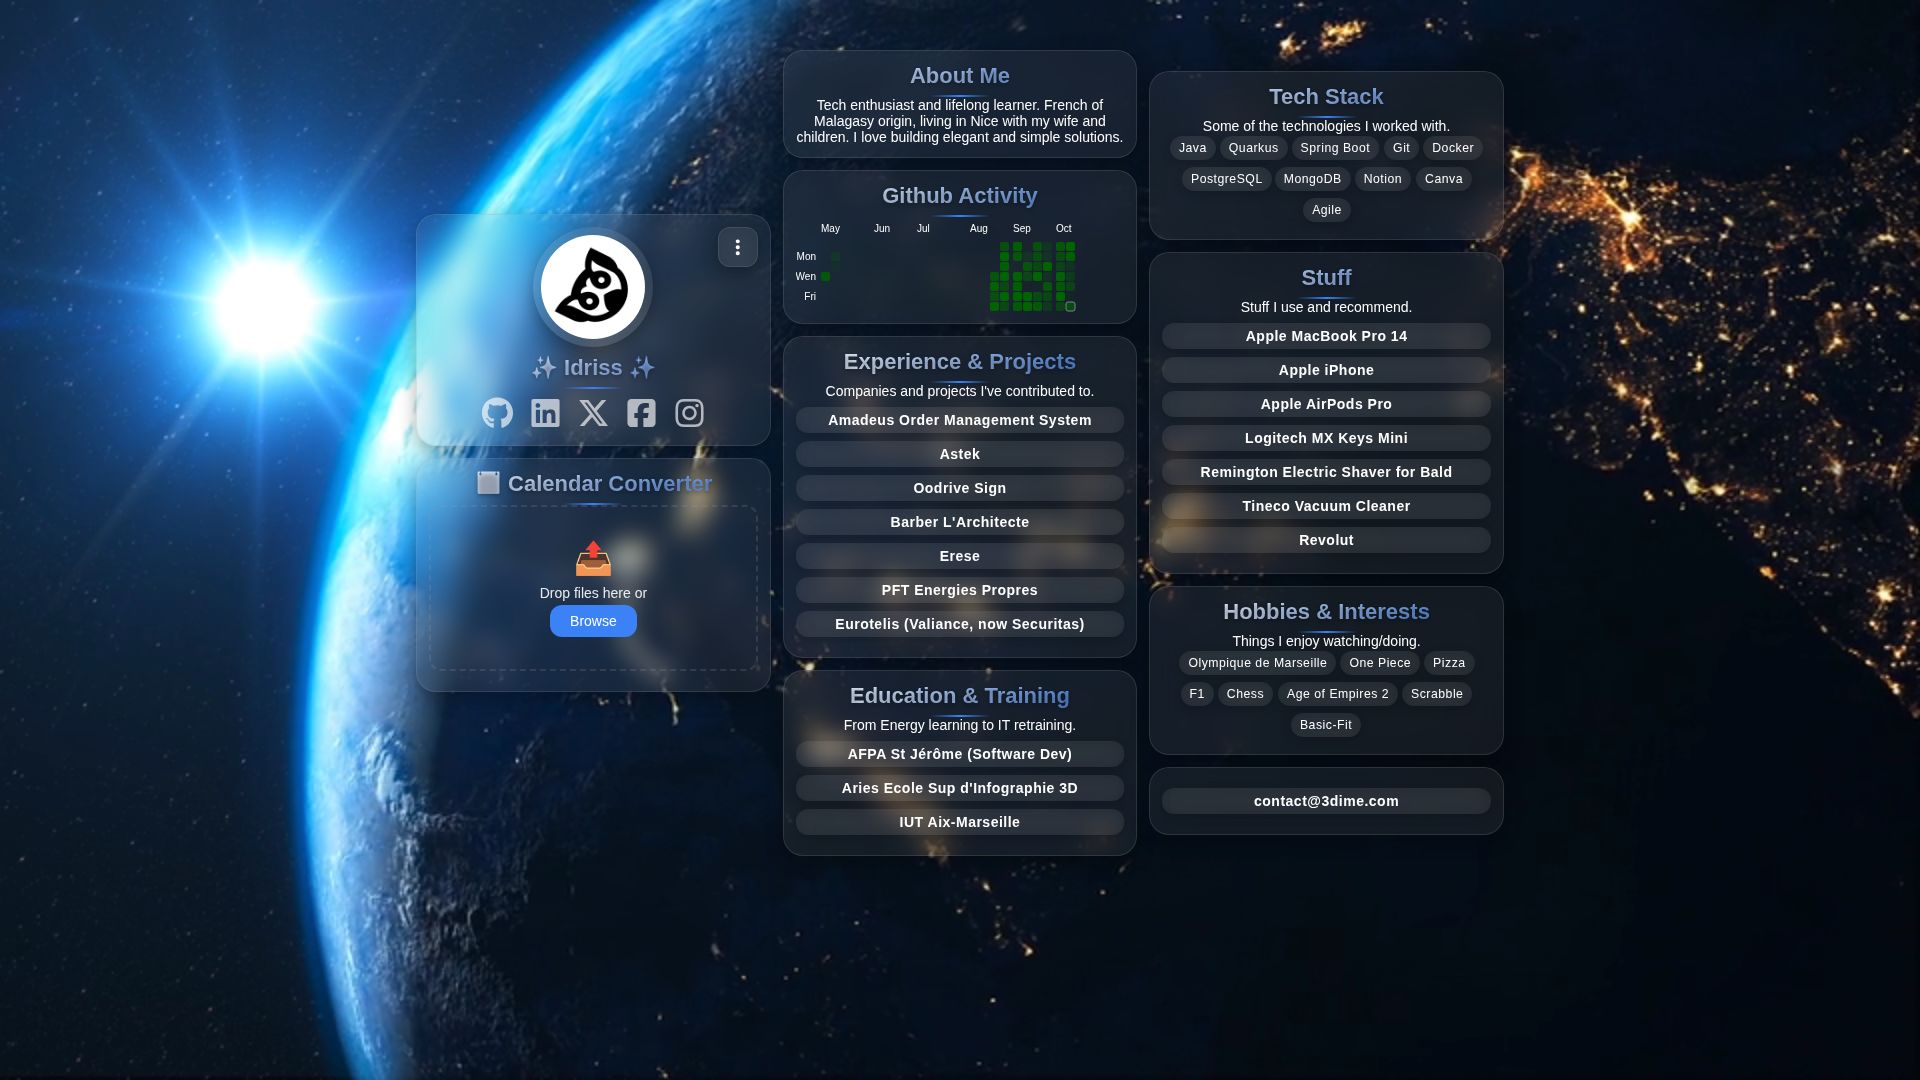 ✨ Idriss ✨
Calendar Converter
Drop files here or
Browse
About Me
Tech enthusiast and lifelong learner. French of
Malagasy origin, living in Nice with my wife and
children. I love building elegant and simple solutions.
Github Activity
May Jun Jul Aug Sep Oct
Mon
Wen
Fri
Experience & Projects
Companies and projects I've contributed to.
Amadeus Order Management System
Astek
Oodrive Sign
Barber L'Architecte
Erese
PFT Energies Propres
Eurotelis (Valiance, now Securitas)
Education & Training
From Energy learning to IT retraining.
AFPA St Jérôme (Software Dev)
Aries Ecole Sup d'Infographie 3D
IUT Aix-Marseille
Tech Stack
Some of the technologies I worked with.
Java Quarkus Spring Boot Git Docker
PostgreSQL MongoDB Notion Canva
Agile
Stuff
Stuff I use and recommend.
Apple MacBook Pro 14
Apple iPhone
Apple AirPods Pro
Logitech MX Keys Mini
Remington Electric Shaver for Bald
Tineco Vacuum Cleaner
Revolut
Hobbies & Interests
Things I enjoy watching/doing.
Olympique de Marseille One Piece Pizza
F1 Chess Age of Empires 2 Scrabble
Basic-Fit
contact@3dime.com